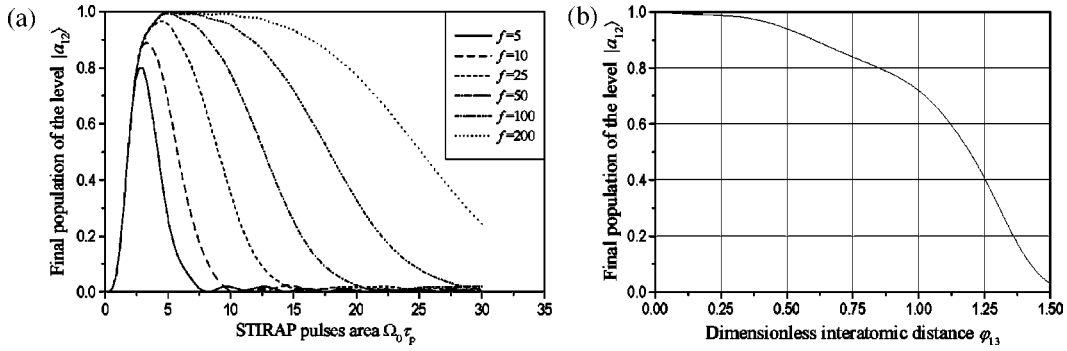 (a)
Final population of the level |a₁₂⟩
1.0
0.8
0.6
0.4
0.2
0.0
0
5
10
15
20
25
30
35
STIRAP pulses area Ω₀τₚ
f=5
f=10
f=25
f=50
f=100
f=200
(b)
Final population of the level |a₁₂⟩
1.0
0.8
0.6
0.4
0.2
0.0
0.00
0.25
0.50
0.75
1.00
1.25
1.50
Dimensionless interatomic distance φ₁₃